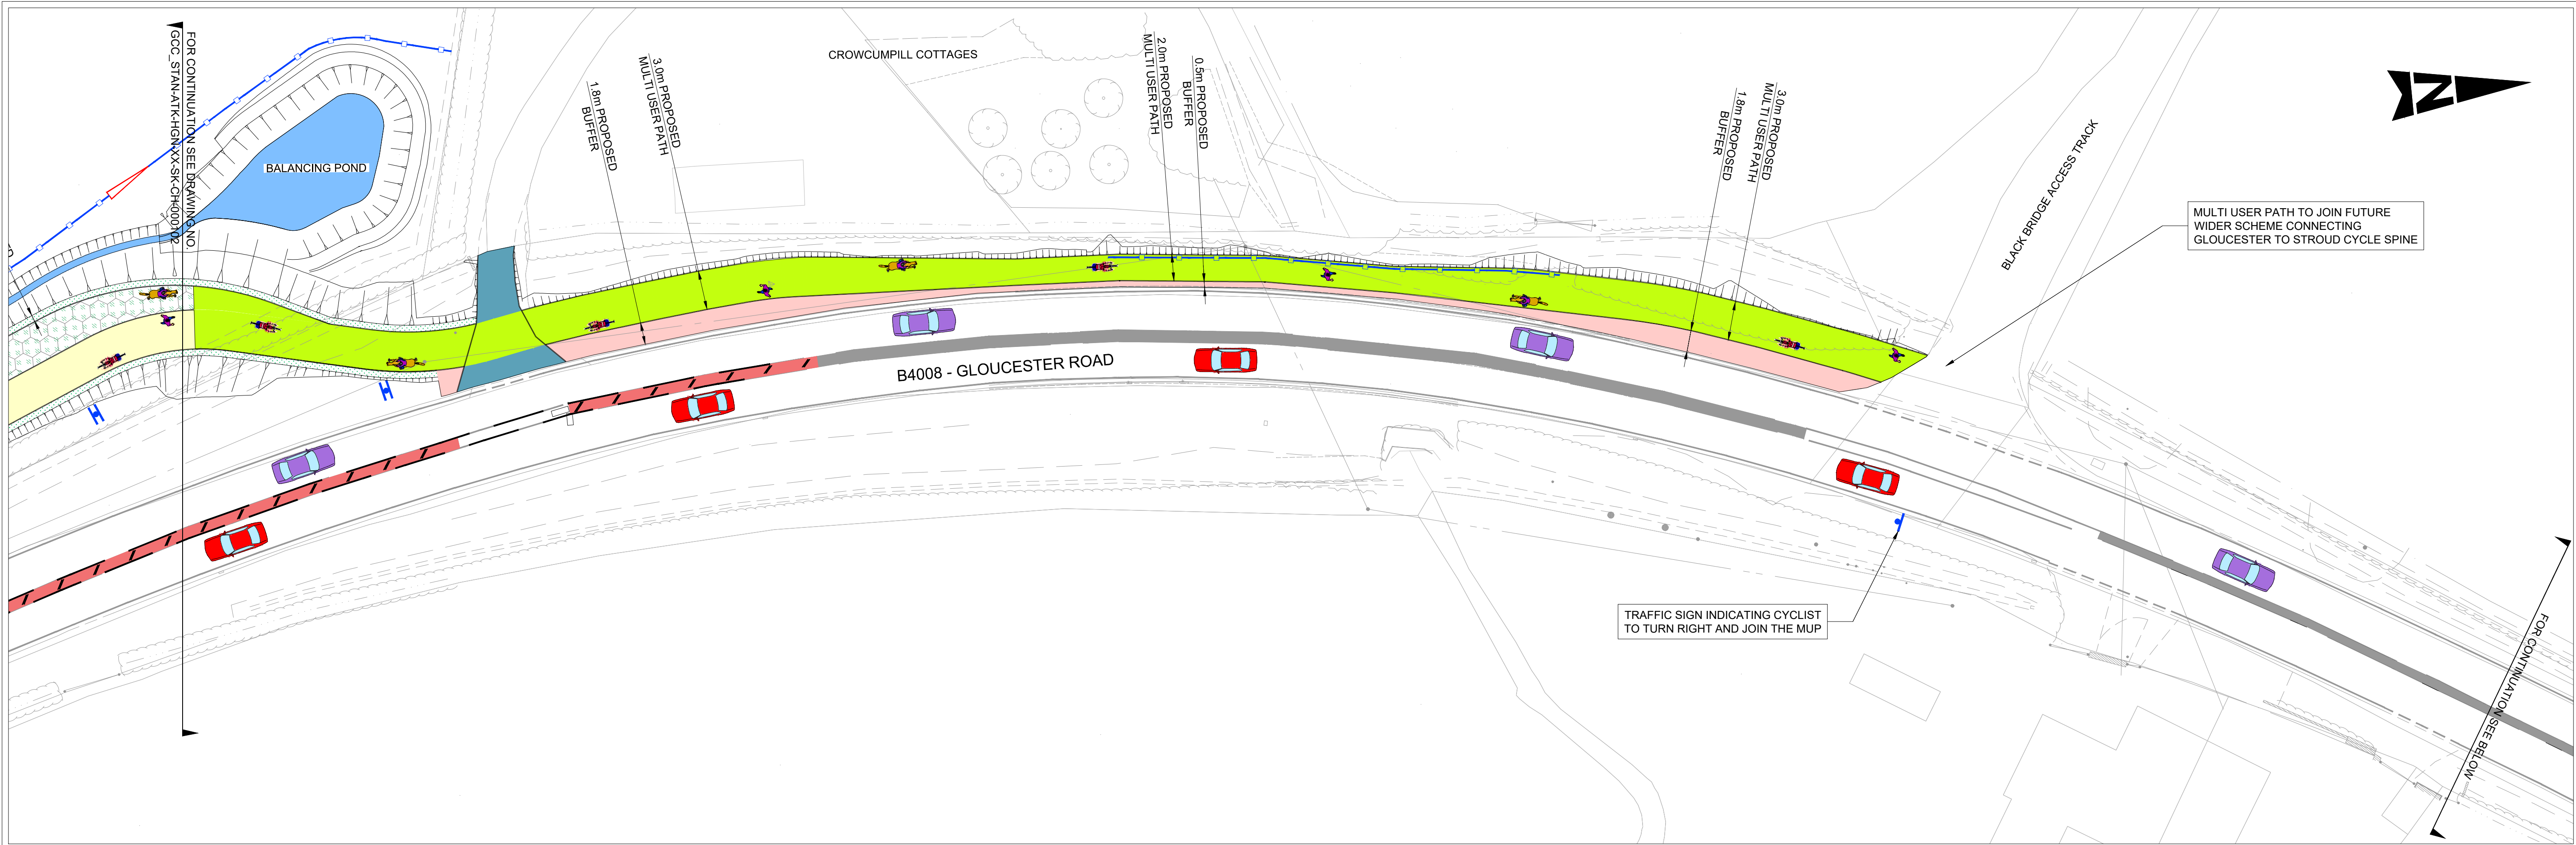 FOR CONTINUATION SEE DRAWING NO.
GCC_STAN-ATK-HGN-XX-SK-CH-000102
BALANCING POND
1.8m PROPOSED
BUFFER
3.0m PROPOSED
MULTI USER PATH
CROWCUMPILL COTTAGES
2.0m PROPOSED
MULTI USER PATH
0.5m PROPOSED
BUFFER
1.8m PROPOSED
BUFFER
3.0m PROPOSED
MULTI USER PATH
BLACK BRIDGE ACCESS TRACK
N
MULTI USER PATH TO JOIN FUTURE
WIDER SCHEME CONNECTING
GLOUCESTER TO STROUD CYCLE SPINE
B4008 - GLOUCESTER ROAD
TRAFFIC SIGN INDICATING CYCLIST
TO TURN RIGHT AND JOIN THE MUP
FOR CONTINUATION SEE BELOW